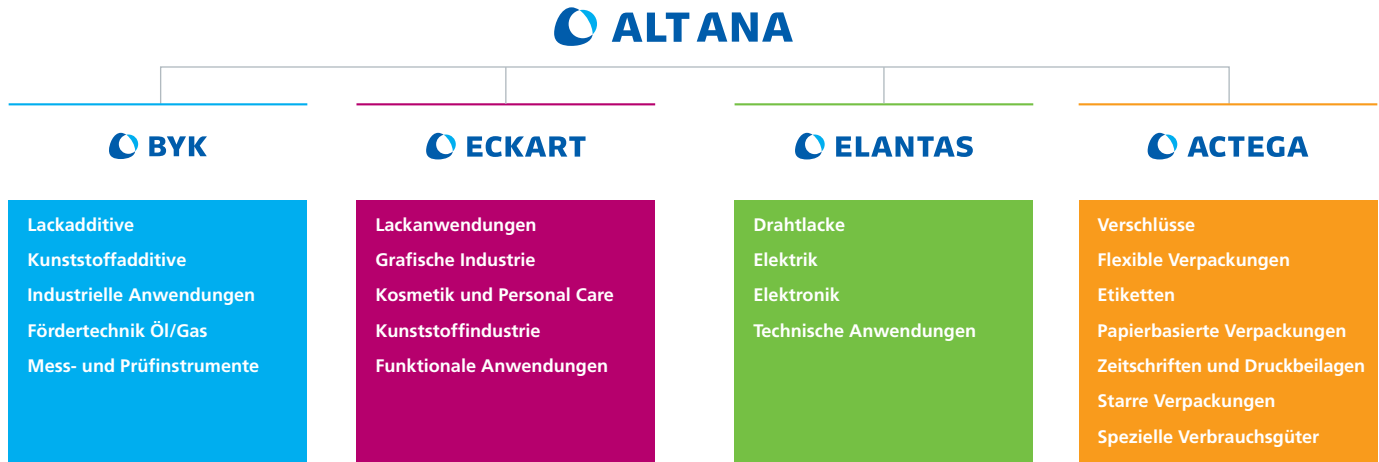 ALTANA
BYK
Lackadditive
Kunststoffadditive
Industrielle Anwendungen
Fördertechnik Öl/Gas
Mess- und Prüfinstrumente
ECKART
Lackanwendungen
Grafische Industrie
Kosmetik und Personal Care
Kunststoffindustrie
Funktionale Anwendungen
ELANTAS
Drahtlacke
Elektrik
Elektronik
Technische Anwendungen
ACTEGA
Verschlüsse
Flexible Verpackungen
Etiketten
Papierbasierte Verpackungen
Zeitschriften und Druckbeilagen
Starre Verpackungen
Spezielle Verbrauchsgüter